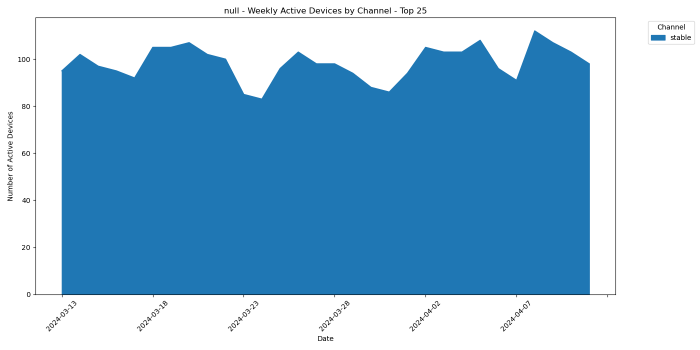 null - Weekly Active Devices by Channel - Top 25
Channel
stable
Number of Active Devices
100
80
60
40
20
0
2024-03-13
2024-03-18
2024-03-23
2024-03-28
2024-04-02
2024-04-07
Date